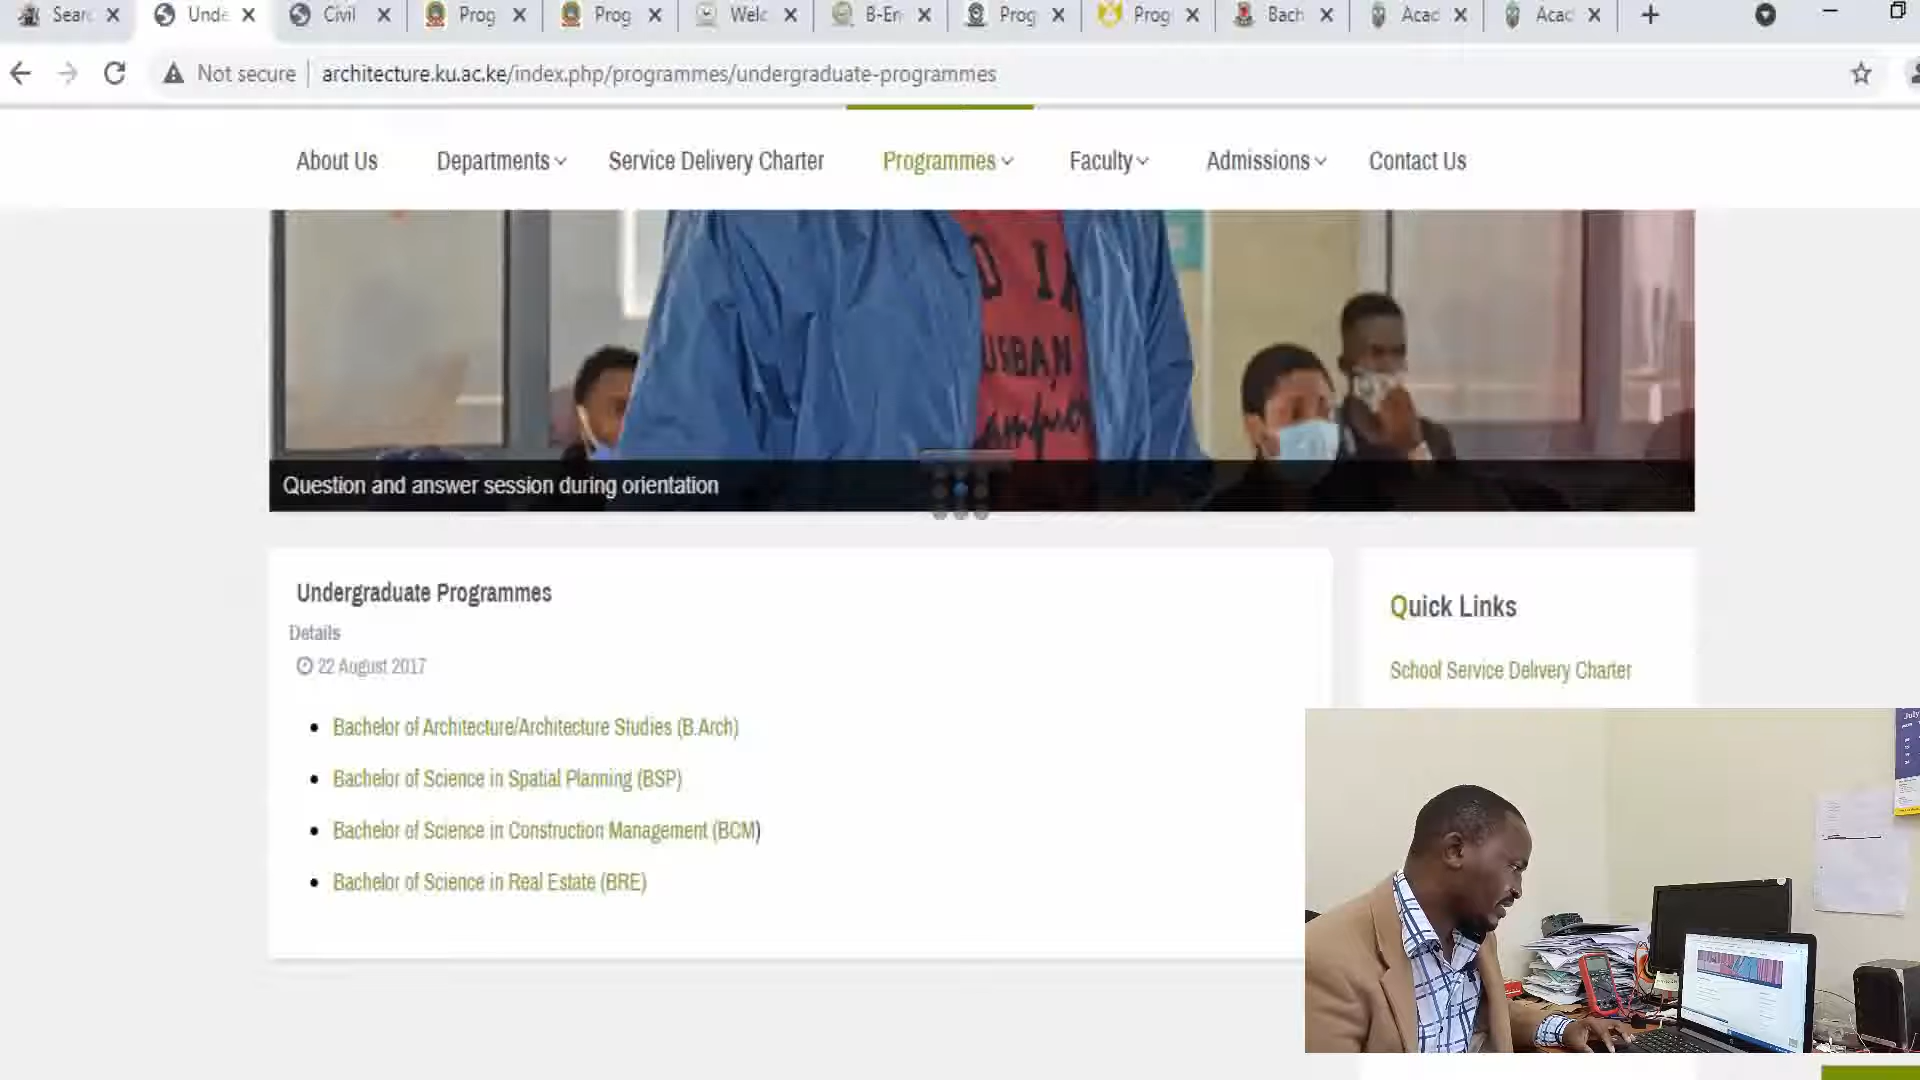 Sear
Unde
Civil
Prog
Prog
Welc
B-En
Prog
Prog
Bach
Acac
Acac
Not secure
architecture.ku.ac.ke/index.php/programmes/undergraduate-programmes
About Us
Departments
Service Delivery Charter
Programmes
Faculty
Admissions
Contact Us
URBAN
Question and answer session during orientation
Undergraduate Programmes
Details
22 August 2017
Bachelor of Architecture/Architecture Studies (B.Arch)
Bachelor of Science in Spatial Planning (BSP)
Bachelor of Science in Construction Management (BCM)
Bachelor of Science in Real Estate (BRE)
Quick Links
School Service Delivery Charter
July